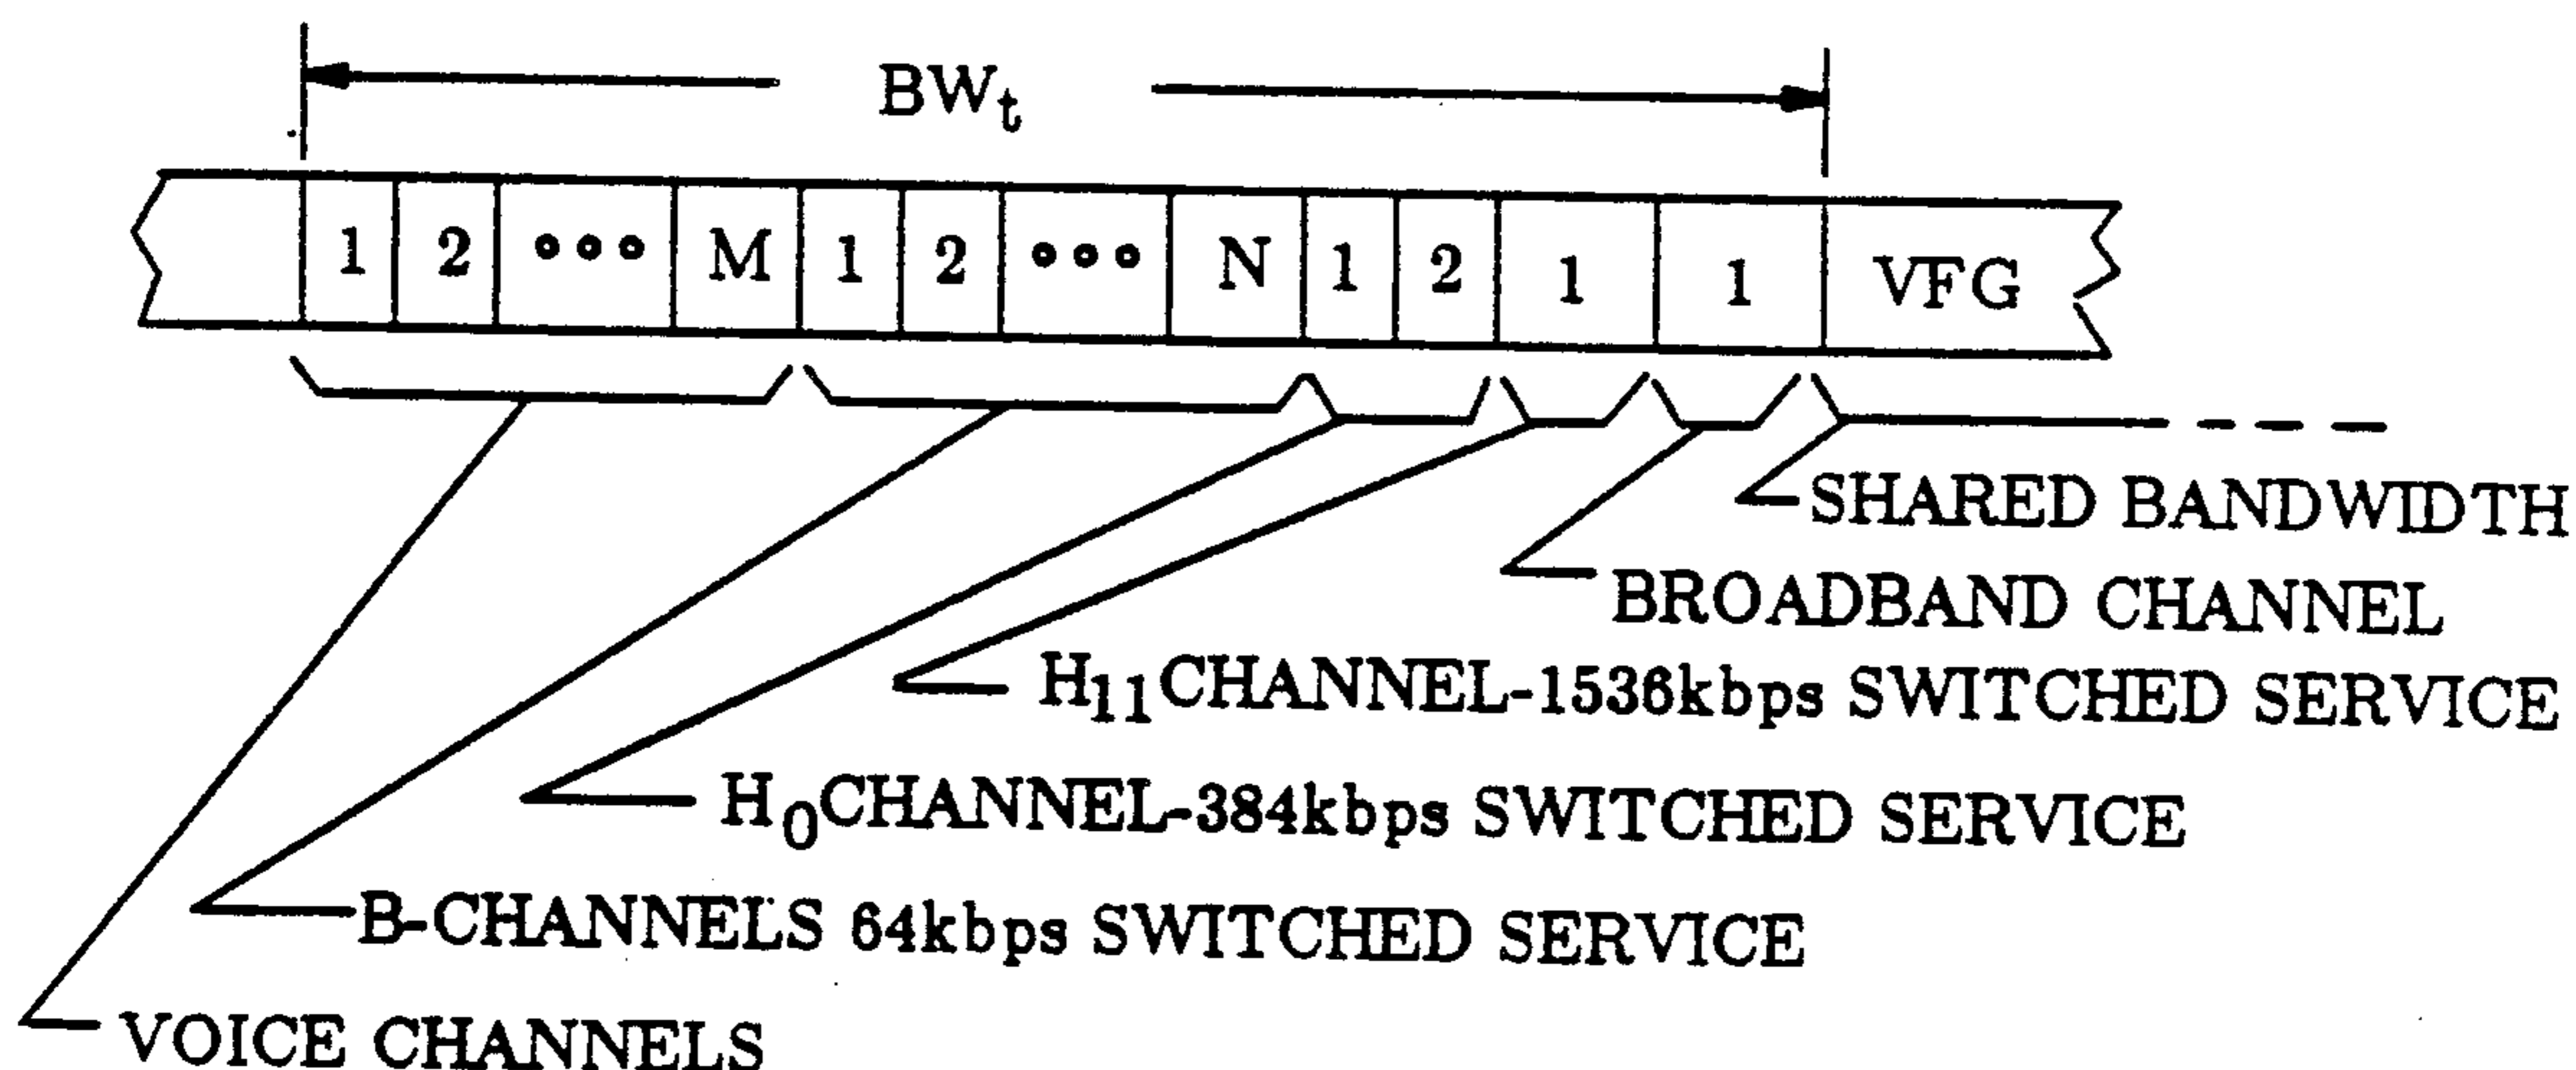 BWt
1 2 ∘∘∘ M 1 2 ∘∘∘ N 1 2 1 1 VFG
SHARED BANDWIDTH
BROADBAND CHANNEL
H11CHANNEL-1536kbps SWITCHED SERVICE
H0CHANNEL-384kbps SWITCHED SERVICE
B-CHANNELS 64kbps SWITCHED SERVICE
VOICE CHANNELS